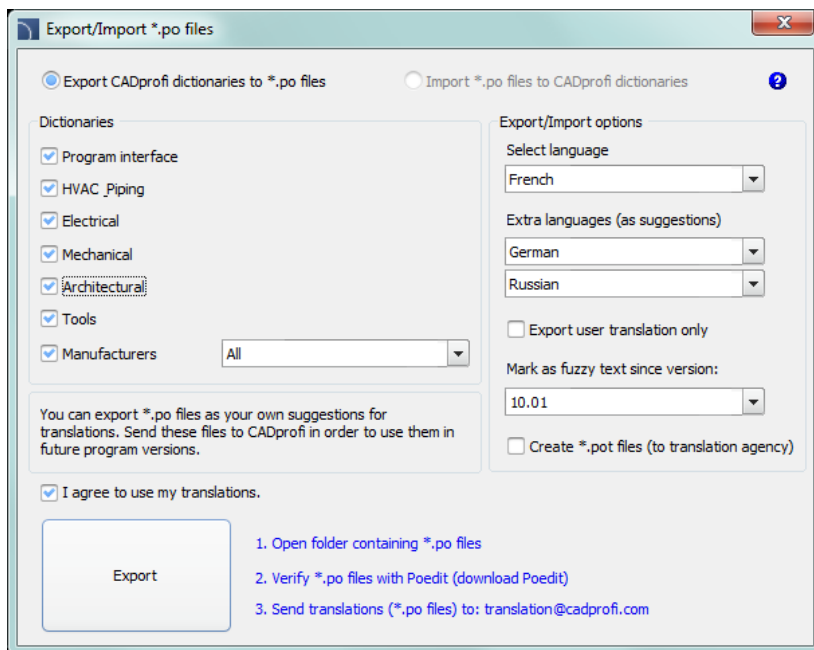 Export/Import *.po files
Export CADprofi dictionaries to *.po files
Import *.po files to CADprofi dictionaries
?
Dictionaries
Program interface
HVAC_Piping
Electrical
Mechanical
Architectural
Tools
Manufacturers
All
Export/Import options
Select language
French
Extra languages (as suggestions)
German
Russian
Export user translation only
Mark as fuzzy text since version:
10.01
Create *.pot files (to translation agency)
You can export *.po files as your own suggestions for
translations. Send these files to CADprofi in order to use them in
future program versions.
I agree to use my translations.
Export
1. Open folder containing *.po files
2. Verify *.po files with Poedit (download Poedit)
3. Send translations (*.po files) to: translation@cadprofi.com